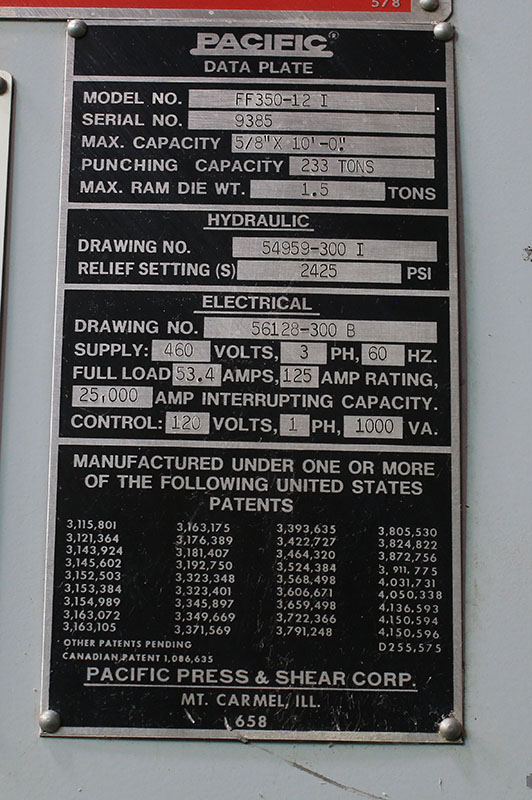 5/8
PACIFIC®
DATA PLATE
MODEL NO. FF350-12 I
SERIAL NO. 9385
MAX. CAPACITY 5/8"X 10'-0"
PUNCHING CAPACITY 233 TONS
MAX. RAM DIE WT. 1.5 TONS
HYDRAULIC
DRAWING NO. 54959-300 I
RELIEF SETTING (S) 2425 PSI
ELECTRICAL
DRAWING NO. 56128-300 B
SUPPLY: 460 VOLTS, 3 PH, 60 HZ.
FULL LOAD 53.4 AMPS, 125 AMP RATING,
25,000 AMP INTERRUPTING CAPACITY.
CONTROL: 120 VOLTS, 1 PH, 1000 VA.
MANUFACTURED UNDER ONE OR MORE
OF THE FOLLOWING UNITED STATES
PATENTS
3,115,801 3,163,175 3,393,635 3,805,530
3,121,364 3,176,389 3,422,727 3,824,822
3,143,924 3,181,407 3,464,320 3,872,756
3,145,602 3,192,750 3,524,384 3,911,775
3,152,503 3,323,348 3,568,498 4,031,731
3,153,384 3,323,401 3,606,671 4,050,338
3,154,989 3,345,897 3,659,498 4,136,593
3,163,072 3,349,669 3,722,366 4,150,594
3,163,105 3,371,569 3,791,248 4,150,596
OTHER PATENTS PENDING D255,575
CANADIAN PATENT 1,086,635
PACIFIC PRESS & SHEAR CORP.
MT. CARMEL, ILL.
658